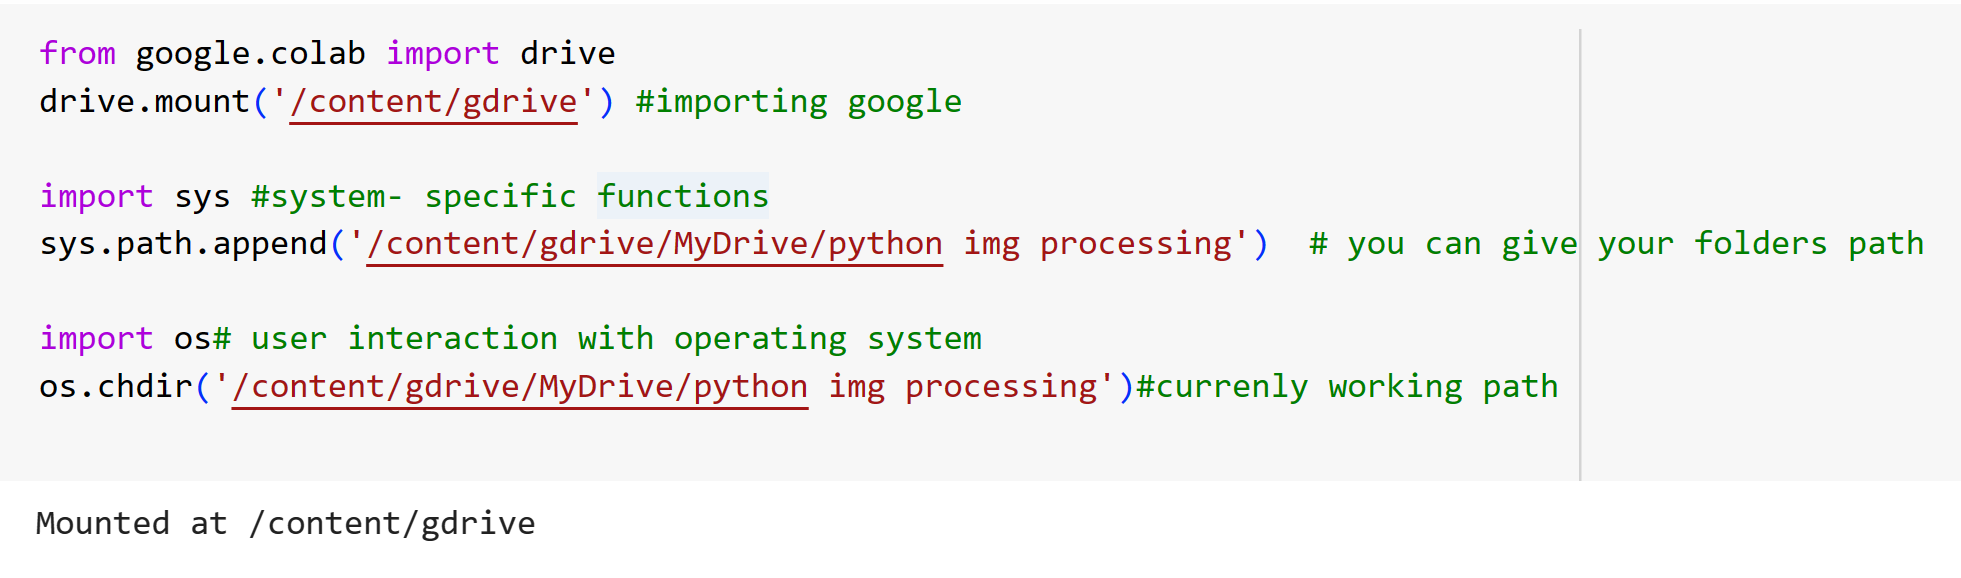 from google.colab import drive
drive.mount('/content/gdrive') #importing google
import sys #system- specific functions
sys.path.append('/content/gdrive/MyDrive/python img processing')  # you can give your folders path
import os# user interaction with operating system
os.chdir('/content/gdrive/MyDrive/python img processing')#currenly working path
Mounted at /content/gdrive